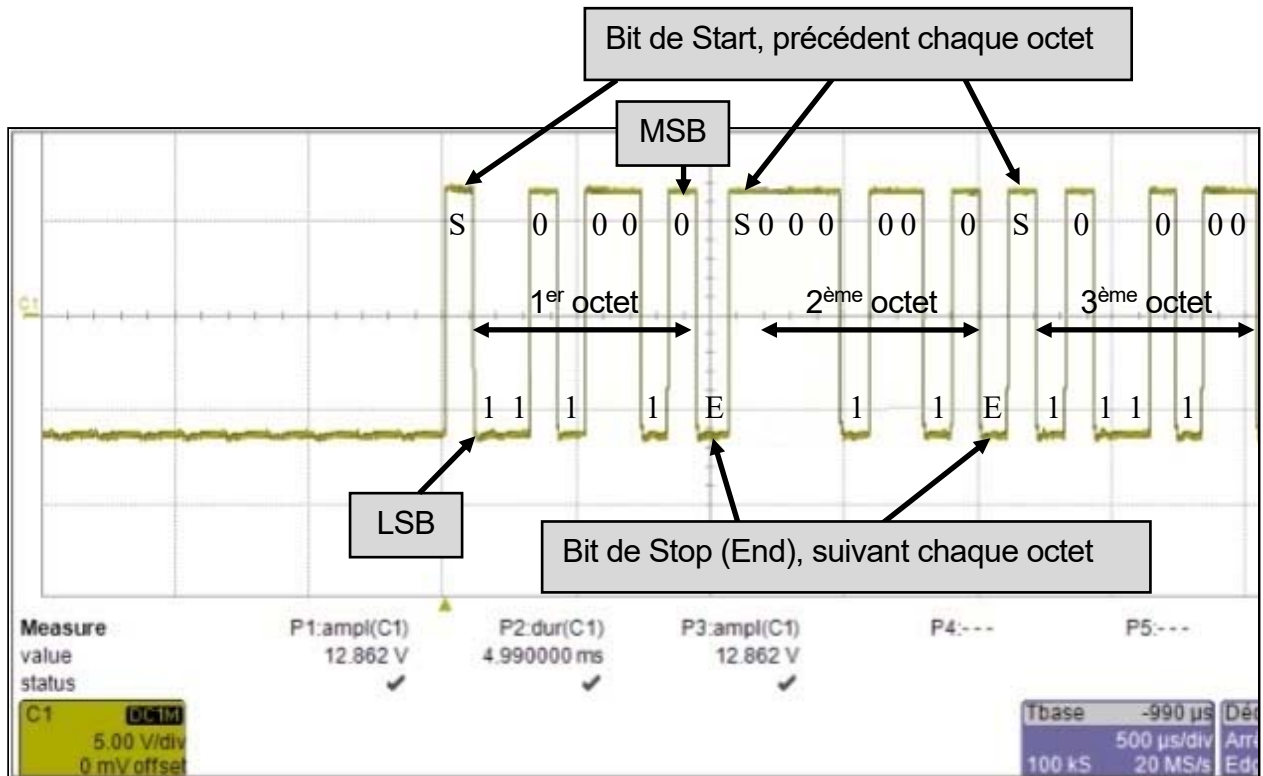 Bit de Start, précédent chaque octet
MSB
C1
S 0 0 0 0 S 0 0 0 0 0 0 S 0 0 0 0
1er octet 2ème octet 3ème octet
1 1 1 1 E 1 1 E 1 1 1 1
LSB
Bit de Stop (End), suivant chaque octet
Measure P1:ampl(C1) P2:dur(C1) P3:ampl(C1) P4:--- P5:---
value 12.862 V 4.990000 ms 12.862 V
status
C1 DC1M Tbase -990 µs Déc
5.00 V/div 500 µs/div Arrê
0 mV offset 100 kS 20 MS/s Edg